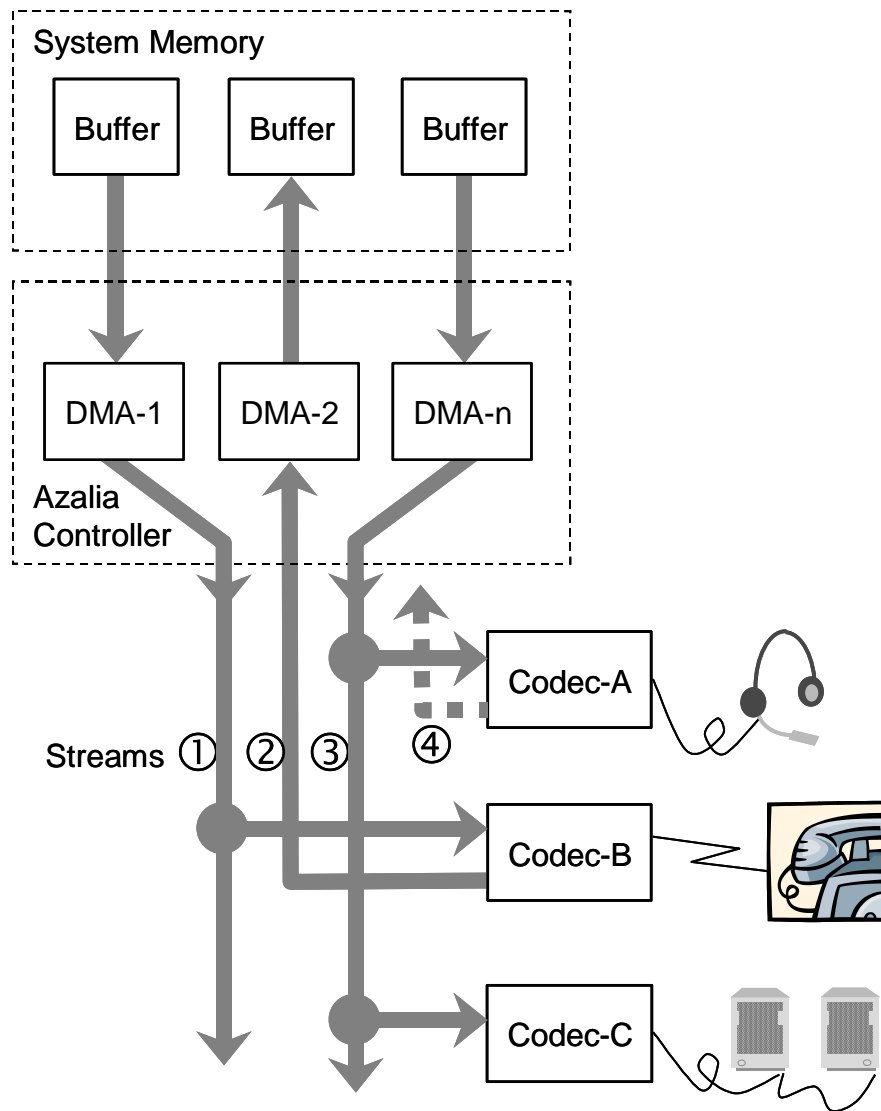 System Memory
Buffer
Buffer
Buffer
DMA-1
DMA-2
DMA-n
Azalia
Controller
Codec-A
Streams ① ② ③ ④
Codec-B
Codec-C